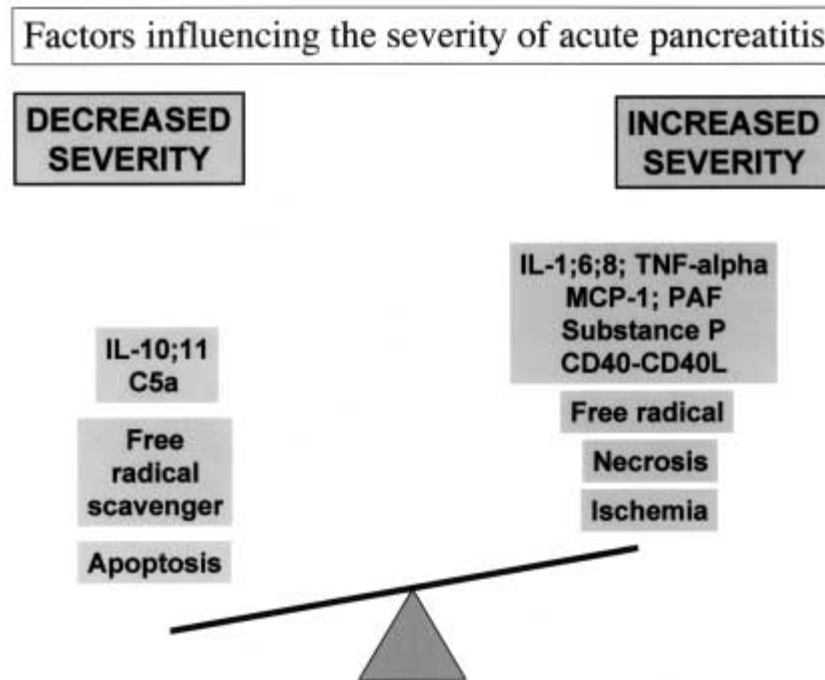 Factors influencing the severity of acute pancreatitis
DECREASED
SEVERITY
INCREASED
SEVERITY
IL-10;11
C5a
Free
radical
scavenger
Apoptosis
IL-1;6;8; TNF-alpha
MCP-1; PAF
Substance P
CD40-CD40L
Free radical
Necrosis
Ischemia